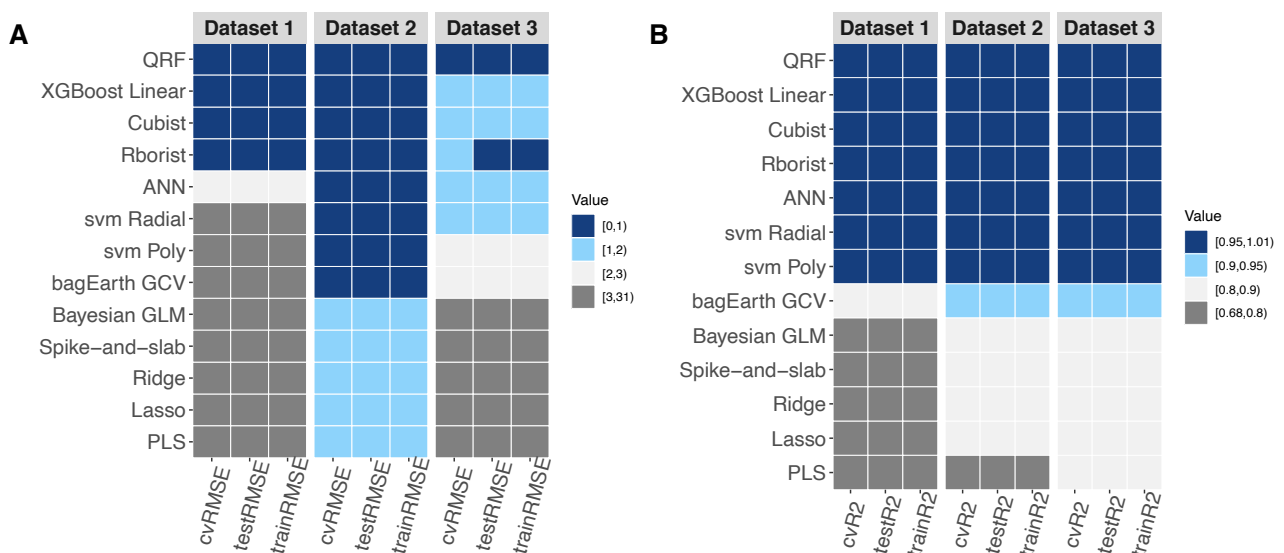 A
Dataset 1 Dataset 2 Dataset 3
QRF
XGBoost Linear
Cubist
Rborist
ANN
svm Radial
svm Poly
bagEarth GCV
Bayesian GLM
Spike−and−slab
Ridge
Lasso
PLS
cvRMSE testRMSE trainRMSE cvRMSE testRMSE trainRMSE cvRMSE testRMSE trainRMSE
Value
[0,1)
[1,2)
[2,3)
[3,31)
B
Dataset 1 Dataset 2 Dataset 3
QRF
XGBoost Linear
Cubist
Rborist
ANN
svm Radial
svm Poly
bagEarth GCV
Bayesian GLM
Spike−and−slab
Ridge
Lasso
PLS
cvR2 testR2 trainR2 cvR2 testR2 trainR2 cvR2 testR2 trainR2
Value
[0.95,1.01)
[0.9,0.95)
[0.8,0.9)
[0.68,0.8)